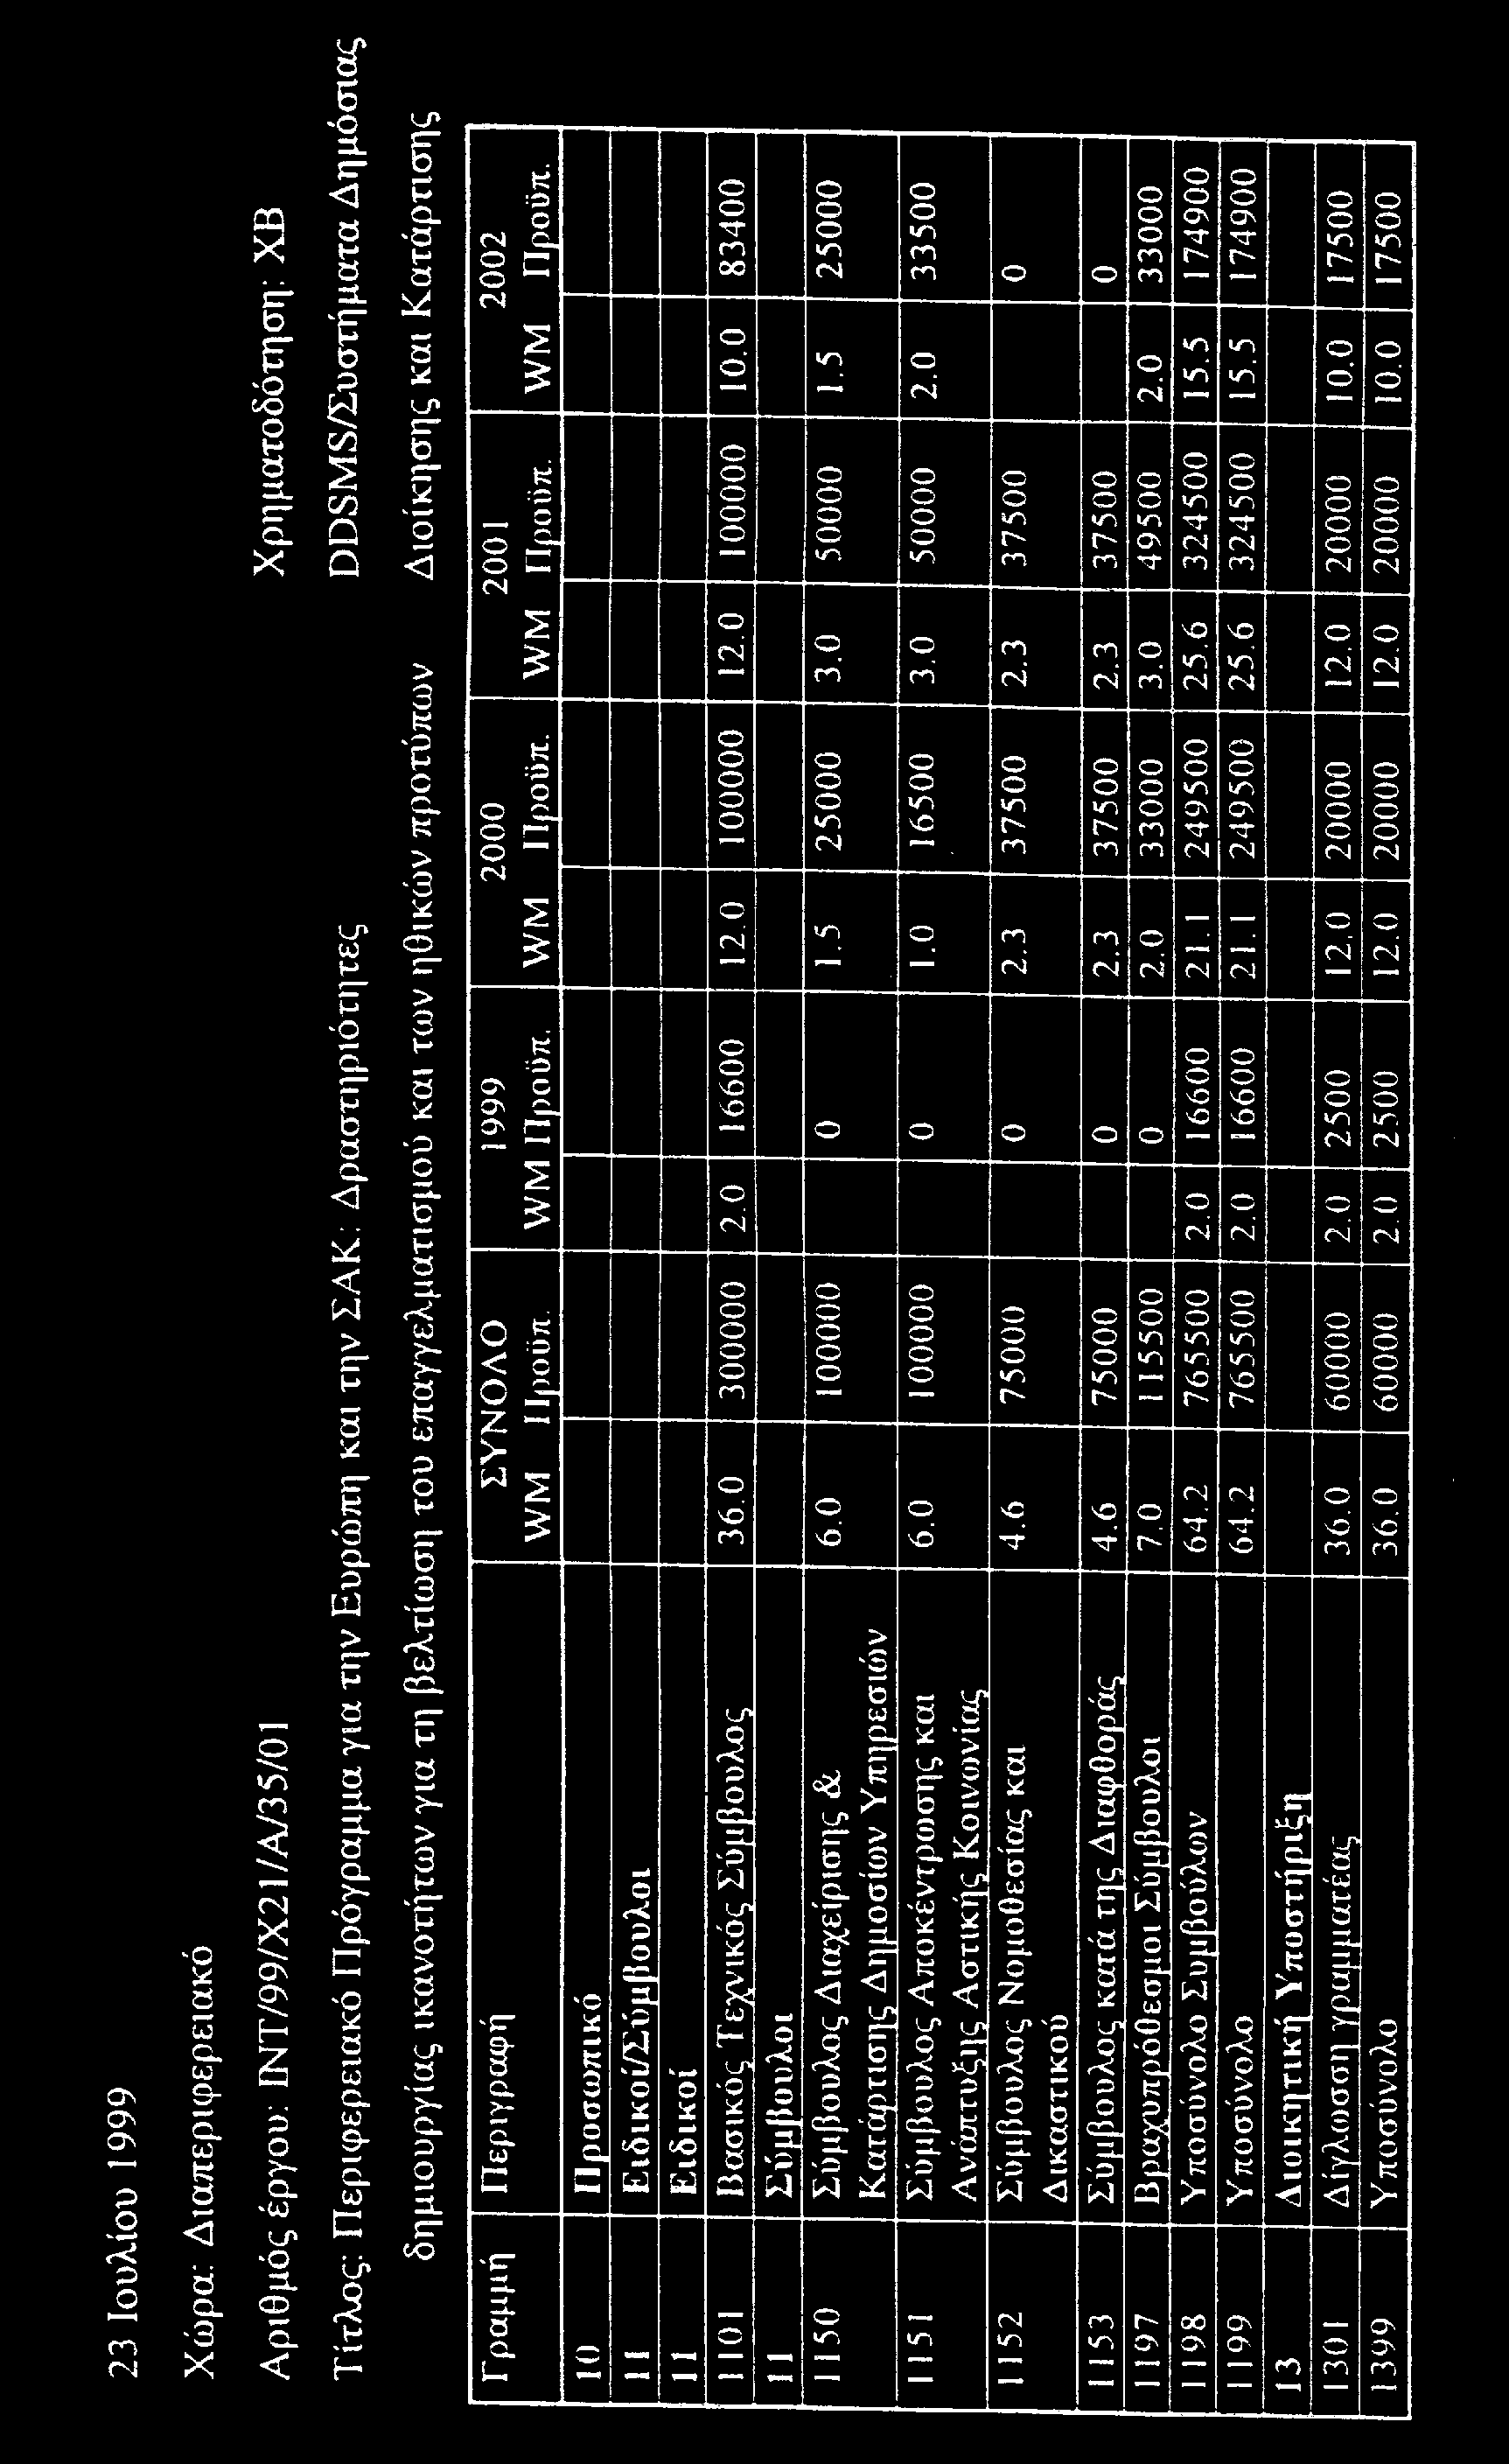 23 Ιουλίου 1999
Χώρα: Διαπεριφερειακό
Αριθμός έργου: INT/99/X21/A/35/01 Χρηματοδότηση: ΧΒ
Τίτλος: Περιφερειακό Πρόγραμμα για την Ευρώπη και την ΣΑΚ: Δραστηριότητες DDSMS/Συστήματα Δημόσιας
δημιουργίας ικανοτήτων για τη βελτίωση του επαγγελματισμού και των ηθικών προτύπων Διοίκησης και Κατάρτισης
Γραμμή Περιγραφή ΣΥΝΟΛΟ 1999 2000 2001 2002
WM Προϋπ. WM Προϋπ. WM Προϋπ. WM Προϋπ. WM Προϋπ.
10 Προσωπικό
11 Ειδικοί/Σύμβουλοι
11 Ειδικοί
1101 Βασικός Τεχνικός Σύμβουλος 36.0 300000 2.0 16600 12.0 100000 12.0 100000 10.0 83400
11 Σύμβουλοι
1150 Σύμβουλος Διαχείρισης & 6.0 100000 0 1.5 25000 3.0 50000 1.5 25000
Κατάρτισης Δημοσίων Υπηρεσιών
1151 Σύμβουλος Αποκέντρωσης και 6.0 100000 0 1.0 16500 3.0 50000 2.0 33500
Ανάπτυξης Αστικής Κοινωνίας
1152 Σύμβουλος Νομοθεσίας και 4.6 75000 0 2.3 37500 2.3 37500 0
Δικαστικού
1153 Σύμβουλος κατά της Διαφθοράς 4.6 75000 0 2.3 37500 2.3 37500 0
1197 Βραχυπρόθεσμοι Σύμβουλοι 7.0 115500 0 2.0 33000 3.0 49500 2.0 33000
1198 Υποσύνολο Συμβούλων 64.2 765500 2.0 16600 21.1 249500 25.6 324500 15.5 174900
1199 Υποσύνολο 64.2 765500 2.0 16600 21.1 249500 25.6 324500 15.5 174900
13 Διοικητική Υποστήριξη
1301 Δίγλωσση γραμματέας 36.0 60000 2.0 2500 12.0 20000 12.0 20000 10.0 17500
1399 Υποσύνολο 36.0 60000 2.0 2500 12.0 20000 12.0 20000 10.0 17500